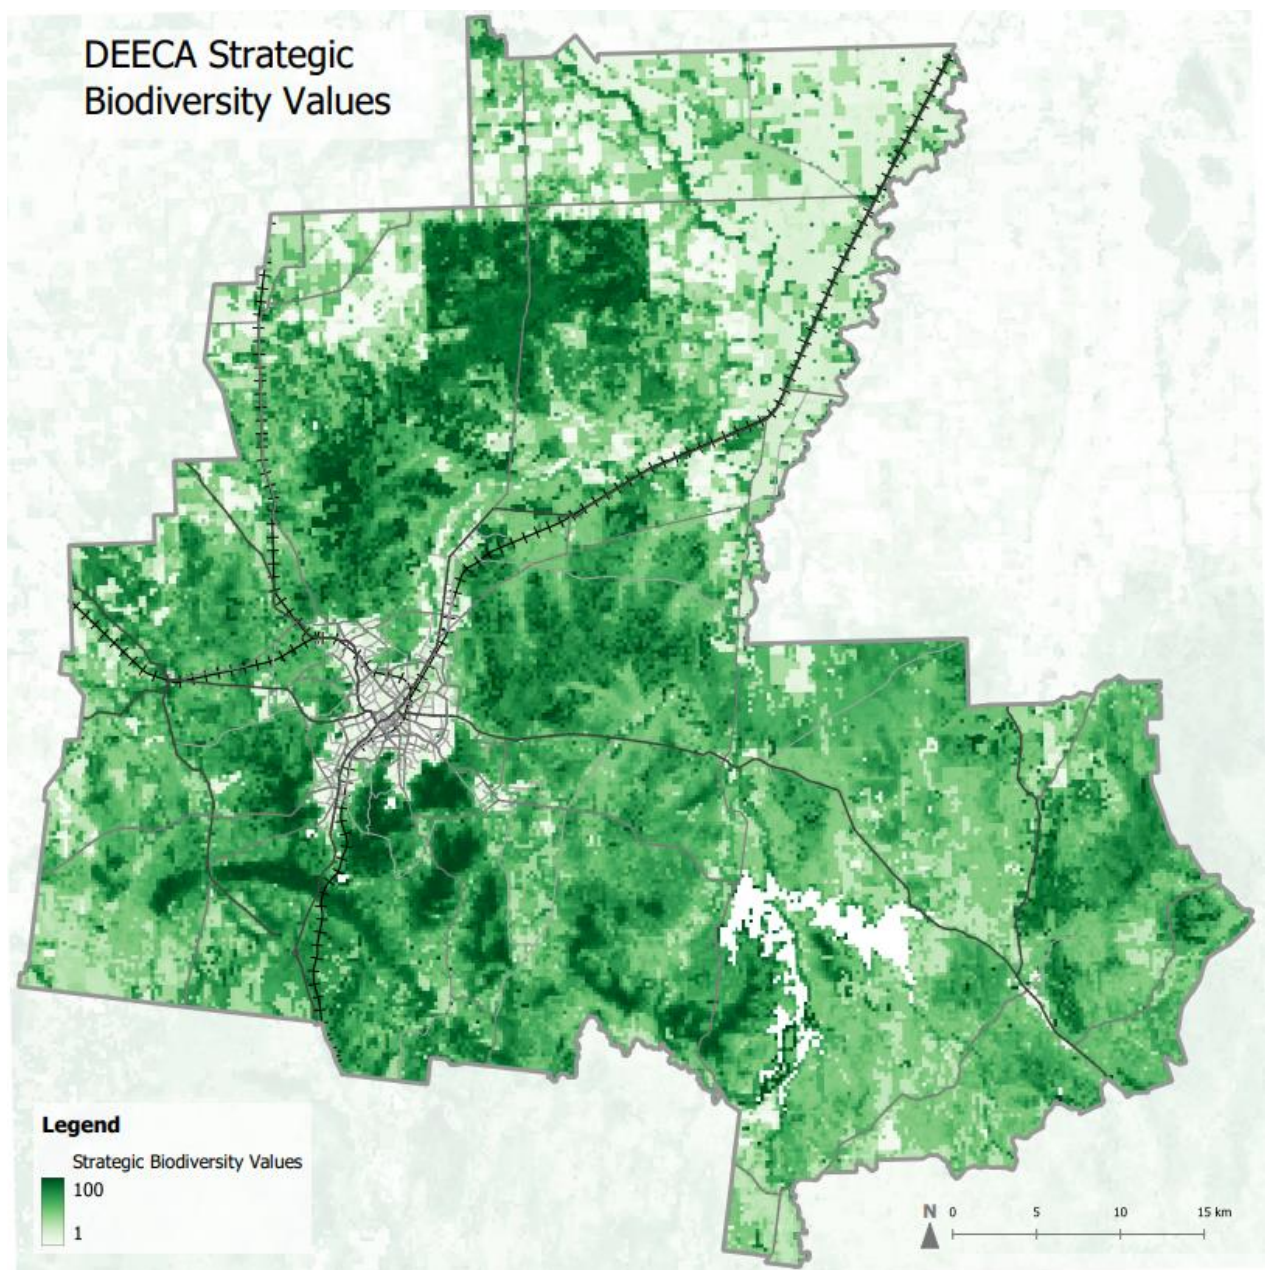 DEECA Strategic
Biodiversity Values
Legend
Strategic Biodiversity Values
100
1
N 0 5 10 15 km